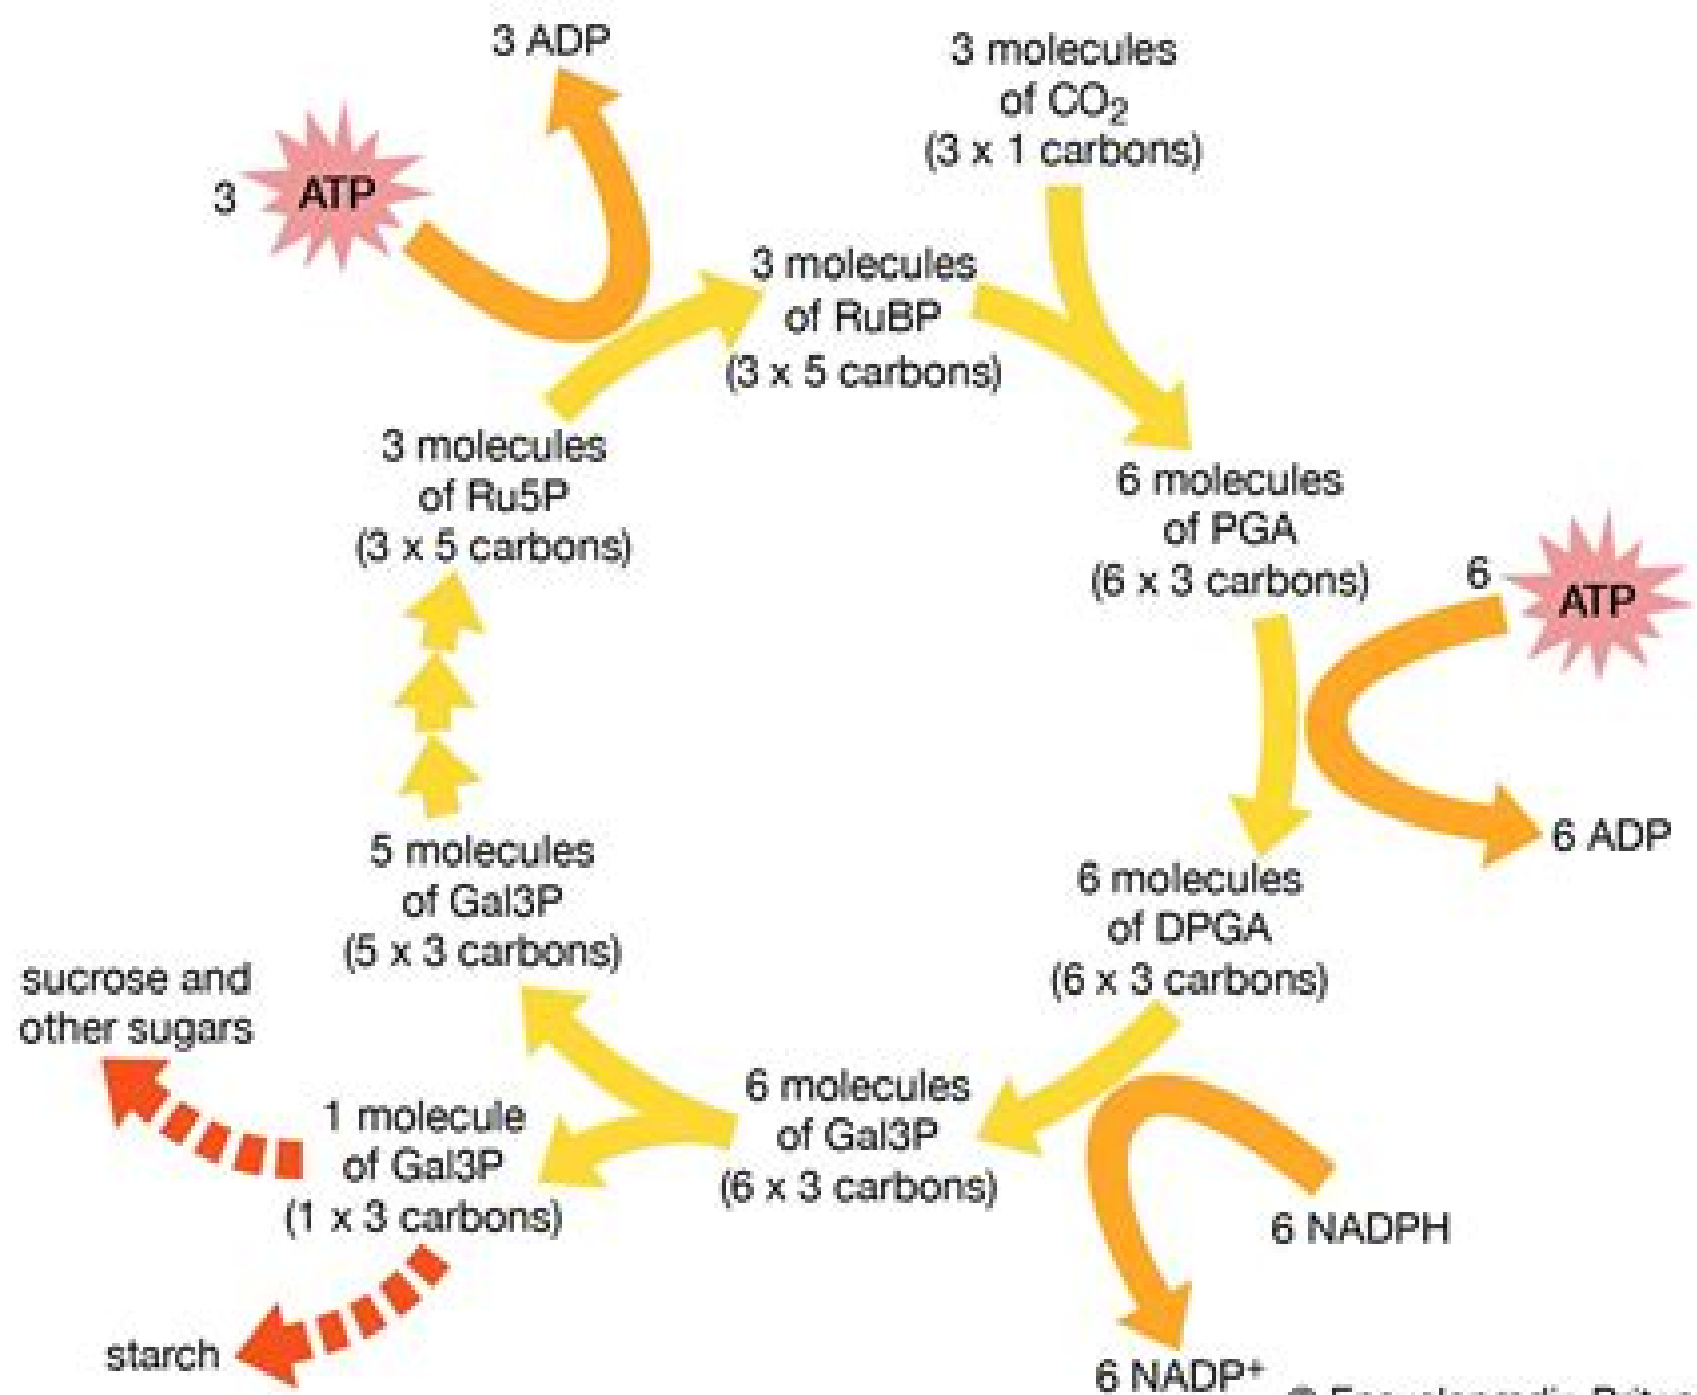 3 ADP
3 molecules
of CO₂
(3 x 1 carbons)
3
ATP
3 molecules
of RuBP
(3 x 5 carbons)
3 molecules
of Ru5P
(3 x 5 carbons)
6 molecules
of PGA
(6 x 3 carbons)
6
ATP
6 ADP
5 molecules
of Gal3P
(5 x 3 carbons)
6 molecules
of DPGA
(6 x 3 carbons)
sucrose and
other sugars
6 molecules
of Gal3P
(6 x 3 carbons)
1 molecule
of Gal3P
(1 x 3 carbons)
6 NADPH
starch
6 NADP⁺